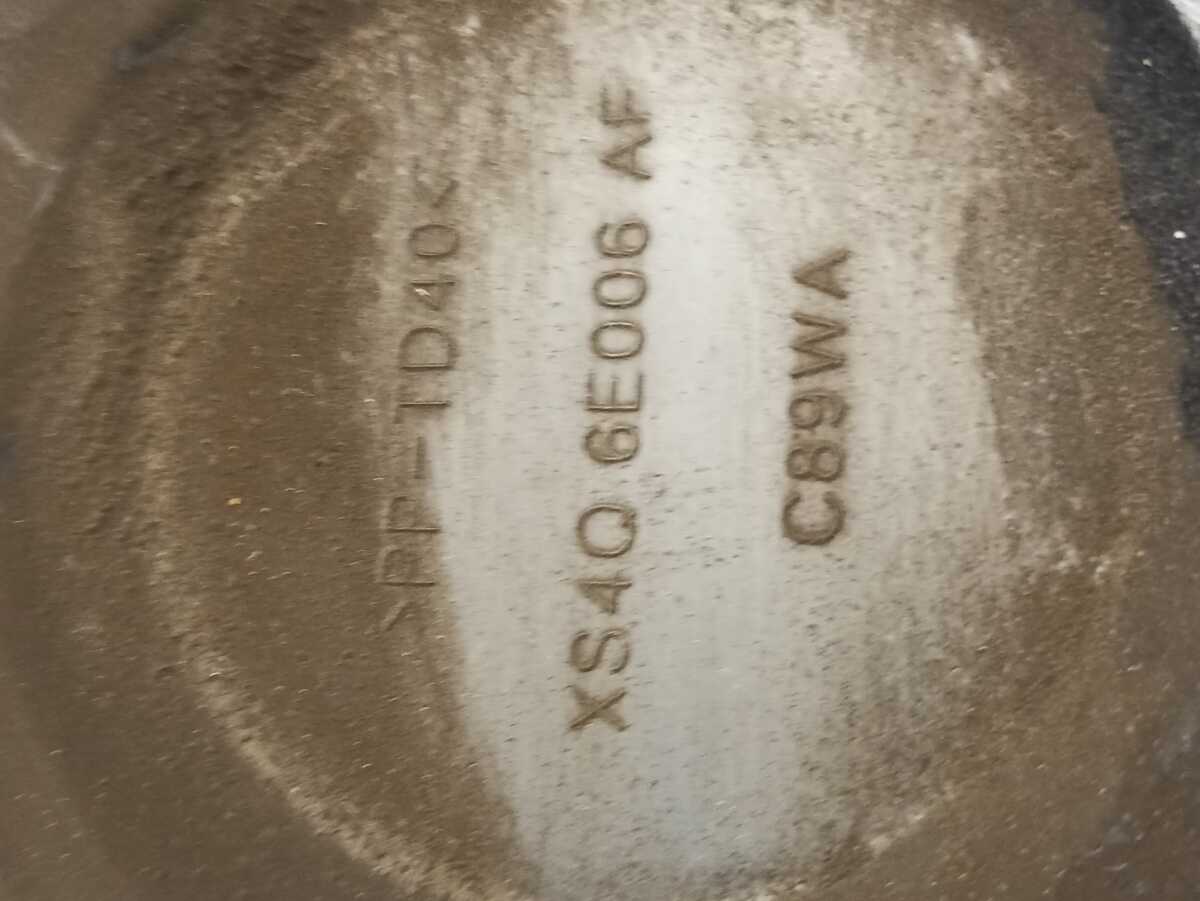 >PP-TD40<
XS4Q 6E006 AF
C89WA